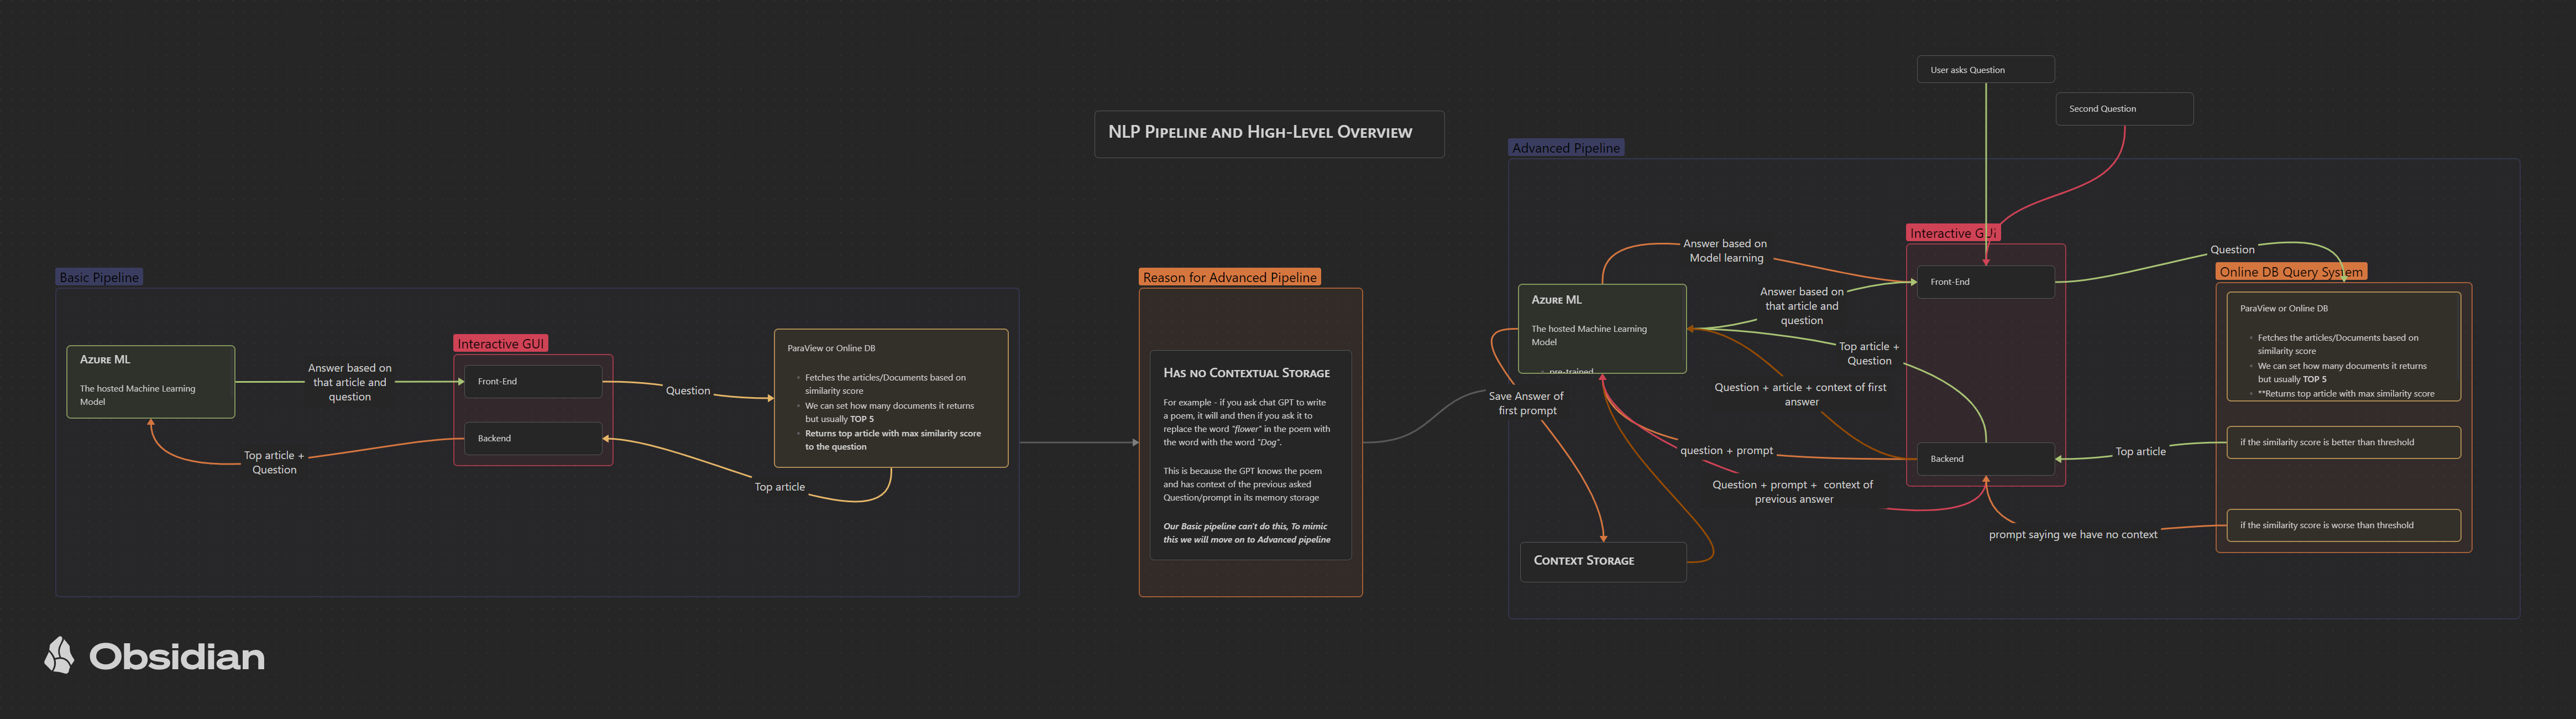 NLP Pipeline and High-Level Overview
Basic Pipeline
Azure ML
The hosted Machine Learning
Model
Answer based on
that article and
question
Top article +
Question
Interactive GUI
Front-End
Backend
Question
Top article
ParaView or Online DB
Fetches the articles/Documents based on
similarity score
We can set how many documents it returns
but usually TOP 5
Returns top article with max similarity score
to the question
Reason for Advanced Pipeline
Has no Contextual Storage
For example - if you ask chat GPT to write
a poem, it will and then if you ask it to
replace the word "flower" in the poem with
the word with the word "Dog".
This is because the GPT knows the poem
and has context of the previous asked
Question/prompt in its memory storage
Our Basic pipeline can't do this, To mimic
this we will move on to Advanced pipeline
User asks Question
Second Question
Advanced Pipeline
Azure ML
The hosted Machine Learning
Model
pre-trained
Save Answer of
first prompt
Context Storage
Answer based on
Model learning
Answer based on
that article and
question
Top article +
Question
Question + article + context of first
answer
question + prompt
Question + prompt + context of
previous answer
Interactive GUi
Front-End
Backend
Question
Top article
prompt saying we have no context
Online DB Query System
ParaView or Online DB
Fetches the articles/Documents based on
similarity score
We can set how many documents it returns
but usually TOP 5
**Returns top article with max similarity score
if the similarity score is better than threshold
if the similarity score is worse than threshold
Obsidian